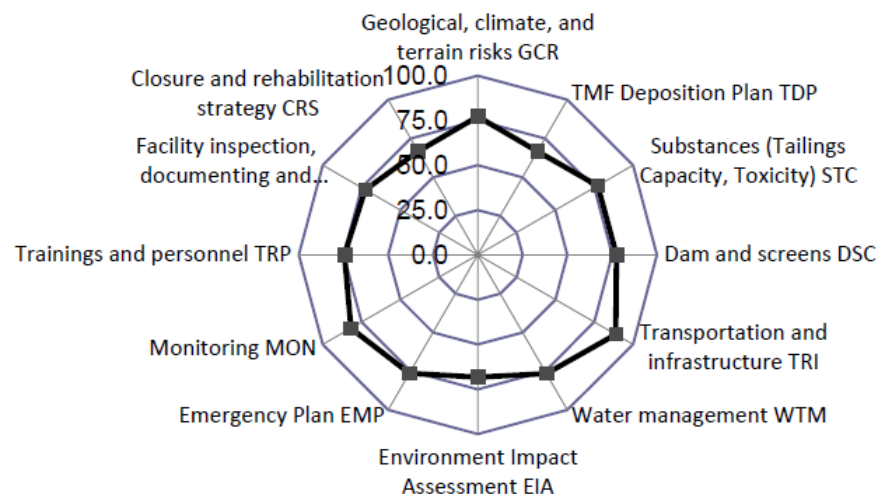 Geological, climate, and
terrain risks GCR
Closure and rehabilitation
strategy CRS
100.0
TMF Deposition Plan TDP
75.0
Facility inspection,
documenting and...
Substances (Tailings
Capacity, Toxicity) STC
50.0
25.0
Trainings and personnel TRP
0.0
Dam and screens DSC
Monitoring MON
Transportation and
infrastructure TRI
Emergency Plan EMP
Water management WTM
Environment Impact
Assessment EIA